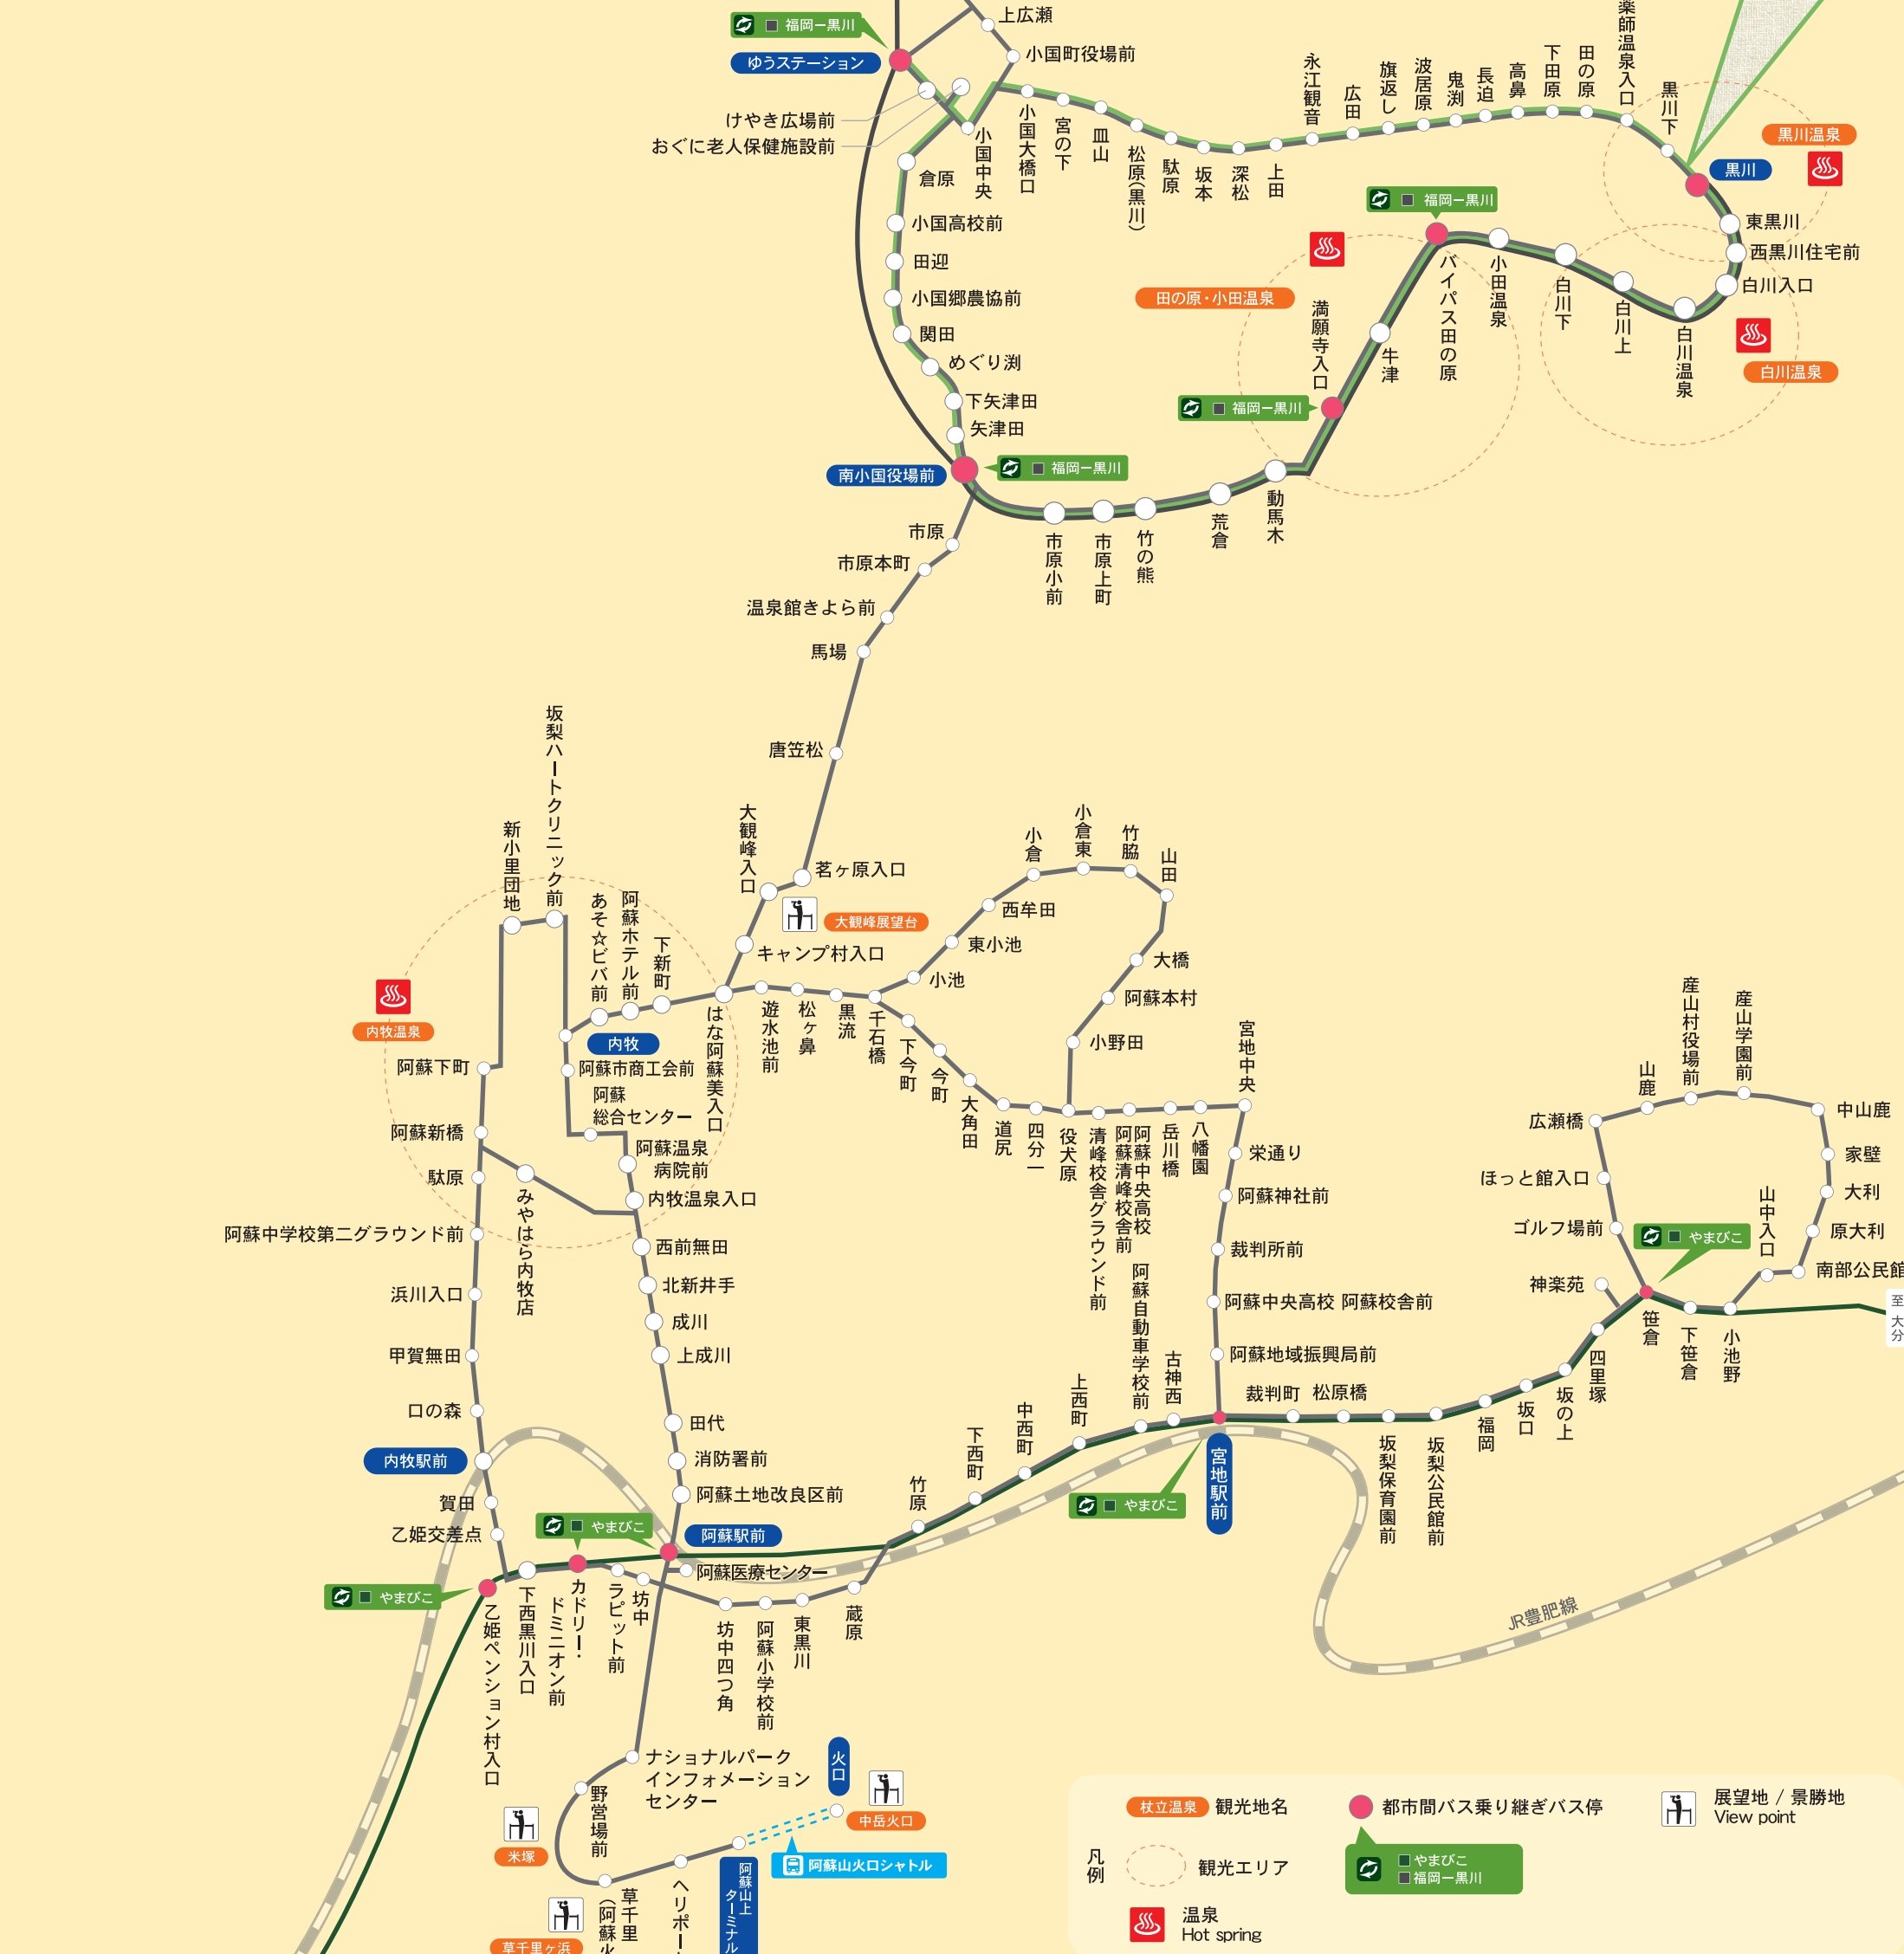 上広瀬
福岡ー黒川
ゆうステーション
小国町役場前
けやき広場前
おぐに老人保健施設前
小国中央
小国大橋口
宮の下
皿山
松原(黒川)
駄原
坂本
深松
上田
永江観音
広田
旗返し
波居原
鬼渕
長迫
高鼻
下田原
田の原
薬師温泉入口
黒川下
黒川温泉
黒川
東黒川
西黒川住宅前
白川入口
白川温泉
白川温泉
白川上
白川下
小田温泉
福岡ー黒川
バイパス田の原
田の原・小田温泉
牛津
満願寺入口
福岡ー黒川
倉原
小国高校前
田迎
小国郷農協前
関田
めぐり渕
下矢津田
矢津田
南小国役場前
福岡ー黒川
市原小前
市原上町
竹の熊
荒倉
動馬木
市原
市原本町
温泉館きよら前
馬場
唐笠松
茗ヶ原入口
大観峰入口
大観峰展望台
キャンプ村入口
坂梨ハートクリニック前
新小里団地
あそ☆ビバ前
阿蘇ホテル前
下新町
はな阿蘇美入口
内牧温泉
内牧
阿蘇市商工会前
阿蘇
総合センター
阿蘇温泉
病院前
内牧温泉入口
阿蘇下町
阿蘇新橋
駄原
みやはら内牧店
阿蘇中学校第二グラウンド前
浜川入口
甲賀無田
口の森
内牧駅前
賀田
乙姫交差点
西前無田
北新井手
成川
上成川
田代
消防署前
阿蘇土地改良区前
阿蘇駅前
阿蘇医療センター
やまびこ
やまびこ
乙姫ペンション村入口
下西黒川入口
カドリー・
ドミニオン前
ラピット前
坊中
坊中四つ角
阿蘇小学校前
東黒川
蔵原
竹原
下西町
中西町
上西町
阿蘇自動車学校前
古神西
遊水池前
松ヶ鼻
黒流
千石橋
小池
東小池
西牟田
小倉
小倉東
竹脇
山田
大橋
阿蘇本村
小野田
下今町
今町
大角田
道尻
四分一
役犬原
清峰校舎グラウンド前
阿蘇中央高校
阿蘇清峰校舎前
岳川橋
八幡園
宮地中央
栄通り
阿蘇神社前
裁判所前
阿蘇中央高校 阿蘇校舎前
阿蘇地域振興局前
やまびこ
宮地駅前
裁判町
松原橋
坂梨保育園前
坂梨公民館前
福岡
坂口
坂の上
四里塚
神楽苑
笹倉
やまびこ
下笹倉
小池野
山中入口
南部公民館
原大利
大利
家壁
中山鹿
産山学園前
産山村役場前
山鹿
広瀬橋
ほっと館入口
ゴルフ場前
至
大
分
JR豊肥線
ナショナルパーク
インフォメーション
センター
野営場前
米塚
草千里ヶ浜
草千里
(阿蘇火
ヘリポー
阿蘇山上
ターミナル
火口
中岳火口
阿蘇山火口シャトル
凡例
杖立温泉
観光地名
観光エリア
温泉
Hot spring
都市間バス乗り継ぎバス停
やまびこ
福岡ー黒川
展望地 / 景勝地
View point